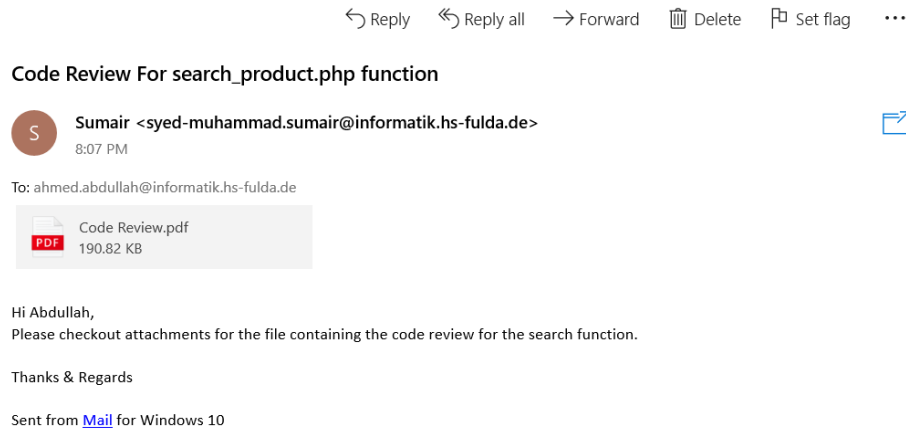 Reply Reply all Forward Delete Set flag ...
Code Review For search_product.php function
S
Sumair <syed-muhammad.sumair@informatik.hs-fulda.de>
8:07 PM
To: ahmed.abdullah@informatik.hs-fulda.de
PDF
Code Review.pdf
190.82 KB
Hi Abdullah,
Please checkout attachments for the file containing the code review for the search function.
Thanks & Regards
Sent from Mail for Windows 10